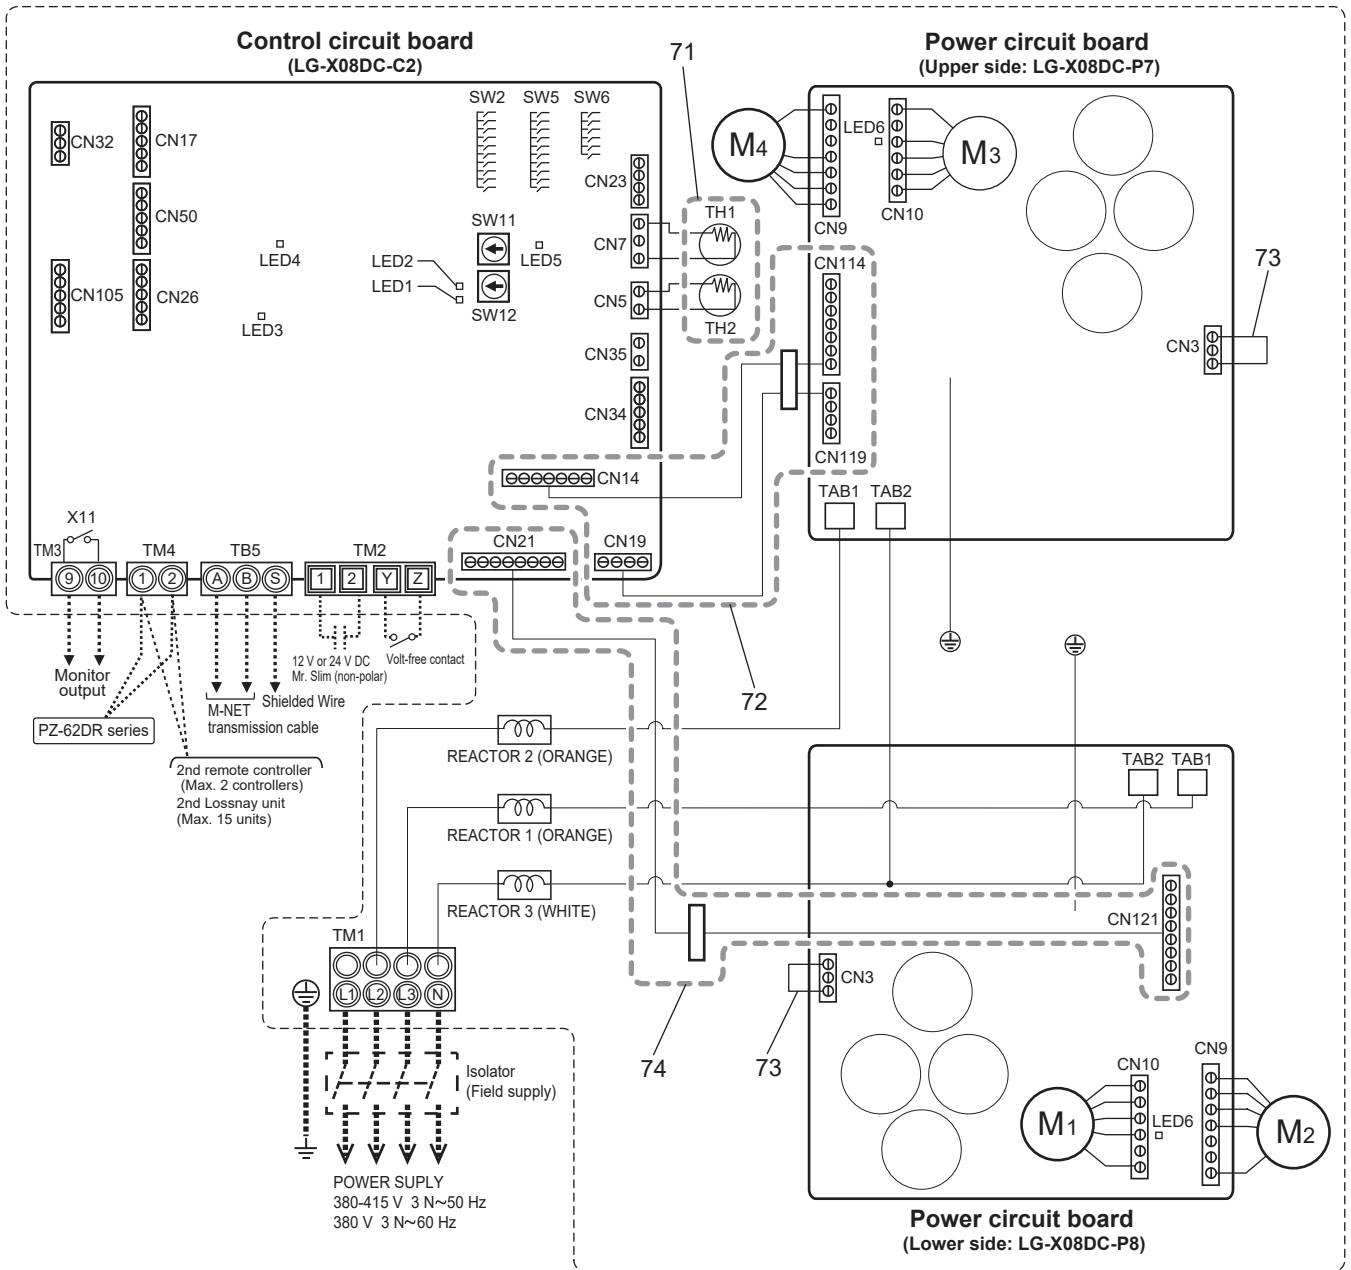 Control circuit board
(LG-X08DC-C2)
71
Power circuit board
(Upper side: LG-X08DC-P7)
SW2 SW5 SW6
CN32
CN17
CN23
TH1
M4
LED6
M3
CN9
CN10
CN50
SW11
CN7
LED4
LED2
LED5
CN114
73
CN105
CN26
LED1
CN5
SW12
LED3
TH2
CN3
CN35
CN34
CN119
CN14
TAB1 TAB2
X11
TM3
TM4
TB5
TM2
CN21
CN19
9 10 1 2 A B S 1 2 Y Z
72
12 V or 24 V DC
Mr. Slim (non-polar)
Volt-free contact
Monitor
output
M-NET
transmission cable
Shielded Wire
PZ-62DR series
2nd remote controller
(Max. 2 controllers)
2nd Lossnay unit
(Max. 15 units)
REACTOR 2 (ORANGE)
TAB2 TAB1
REACTOR 1 (ORANGE)
REACTOR 3 (WHITE)
CN121
TM1
L1 L2 L3 N
CN3
74
73
Isolator
(Field supply)
CN10
CN9
M1
LED6
M2
POWER SUPLY
380-415 V 3 N~50 Hz
380 V 3 N~60 Hz
Power circuit board
(Lower side: LG-X08DC-P8)